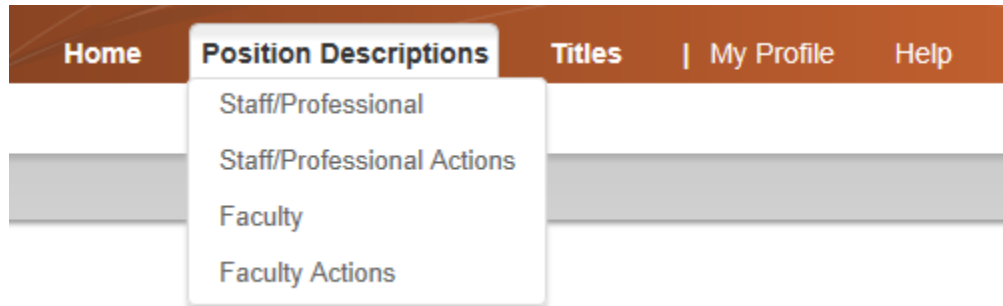 Home Position Descriptions Titles | My Profile Help
Staff/Professional
Staff/Professional Actions
Faculty
Faculty Actions